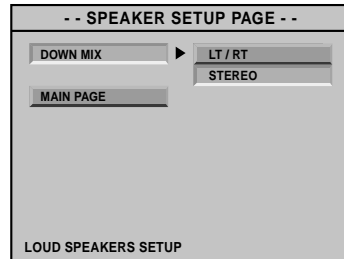 - - SPEAKER SETUP PAGE - -
DOWN MIX
LT / RT
STEREO
MAIN PAGE
LOUD SPEAKERS SETUP